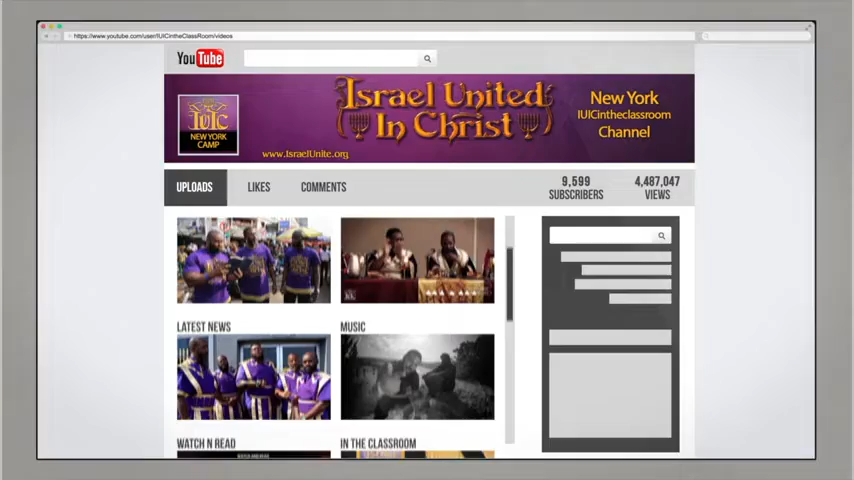 https://www.youtube.com/user/IUICintheClassRoom/videos
YouTube
Israel United
In Christ
IUIC
NEW YORK
CAMP
www.IsraelUnite.org
New York
IUICintheclassroom
Channel
UPLOADS
LIKES
COMMENTS
9,599
SUBSCRIBERS
4,487,047
VIEWS
LATEST NEWS
MUSIC
WATCH N READ
IN THE CLASSROOM